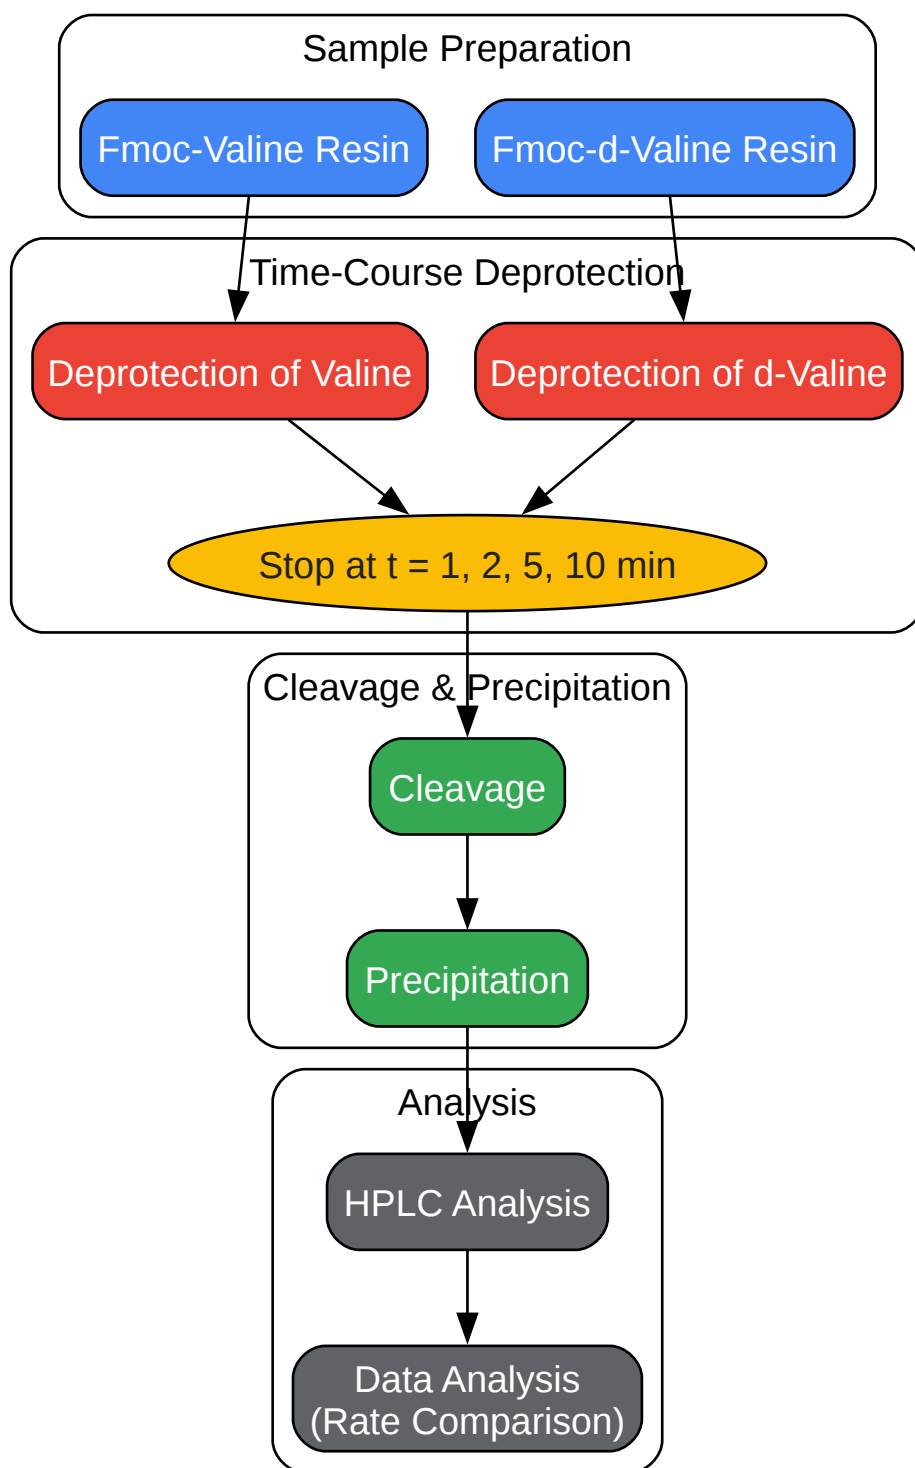 Sample Preparation
Fmoc-Valine Resin
Fmoc-d-Valine Resin
Time-Course Deprotection
Deprotection of Valine
Deprotection of d-Valine
Stop at t = 1, 2, 5, 10 min
Cleavage & Precipitation
Cleavage
Precipitation
Analysis
HPLC Analysis
Data Analysis
(Rate Comparison)